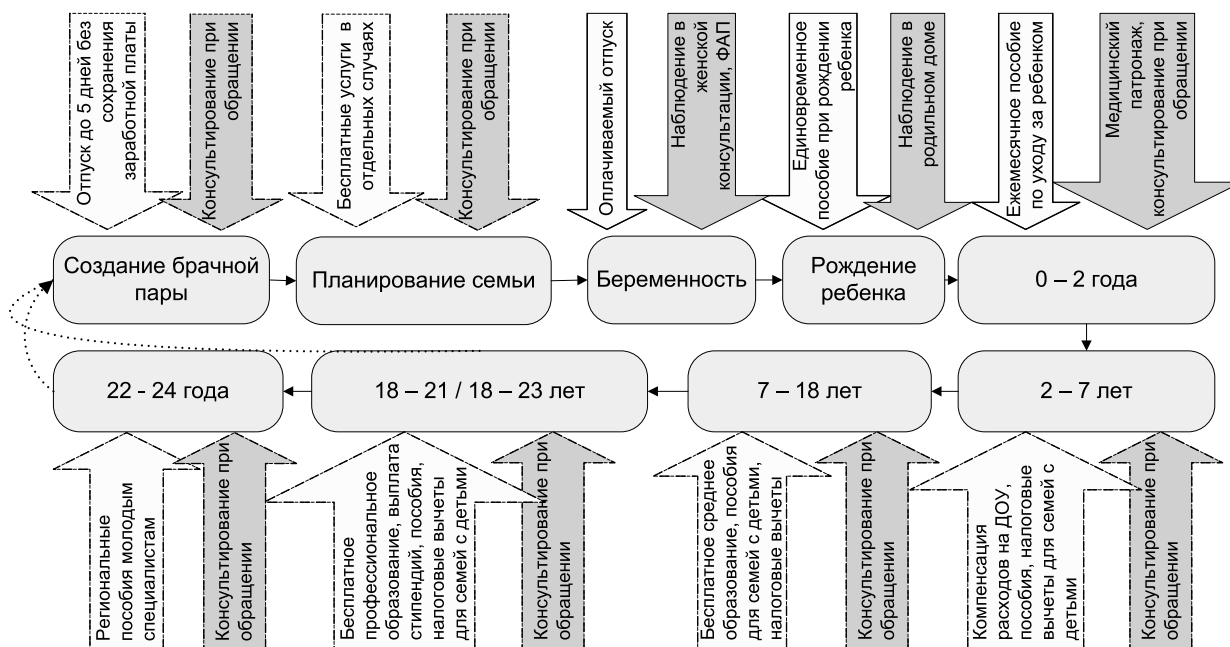 Отпуск до 5 дней без
сохранения
заработной платы
Консультирование при
обращении
Бесплатные услуги в
отдельных случаях
Консультирование при
обращении
Оплачиваемый отпуск
Наблюдение в
женской
консультации, ФАП
Единовременное
пособие при рождении
ребенка
Наблюдение в
родильном доме
Ежемесячное пособие
по уходу за ребенком
Медицинский
патронаж,
консультирование при
обращении
Создание брачной
пары
Планирование семьи
Беременность
Рождение
ребенка
0 – 2 года
22 - 24 года
18 – 21 / 18 – 23 лет
7 – 18 лет
2 – 7 лет
Региональные
пособия молодым
специалистам
Консультирование при
обращении
Бесплатное
профессиональное
образование, выплата
стипендий, пособия,
налоговые вычеты
для семей с детьми
Консультирование при
обращении
Бесплатное среднее
образование, пособия
для семей с детьми,
налоговые вычеты
Консультирование при
обращении
Компенсация
расходов на ДОУ,
пособия, налоговые
вычеты для семей с
детьми
Консультирование при
обращении